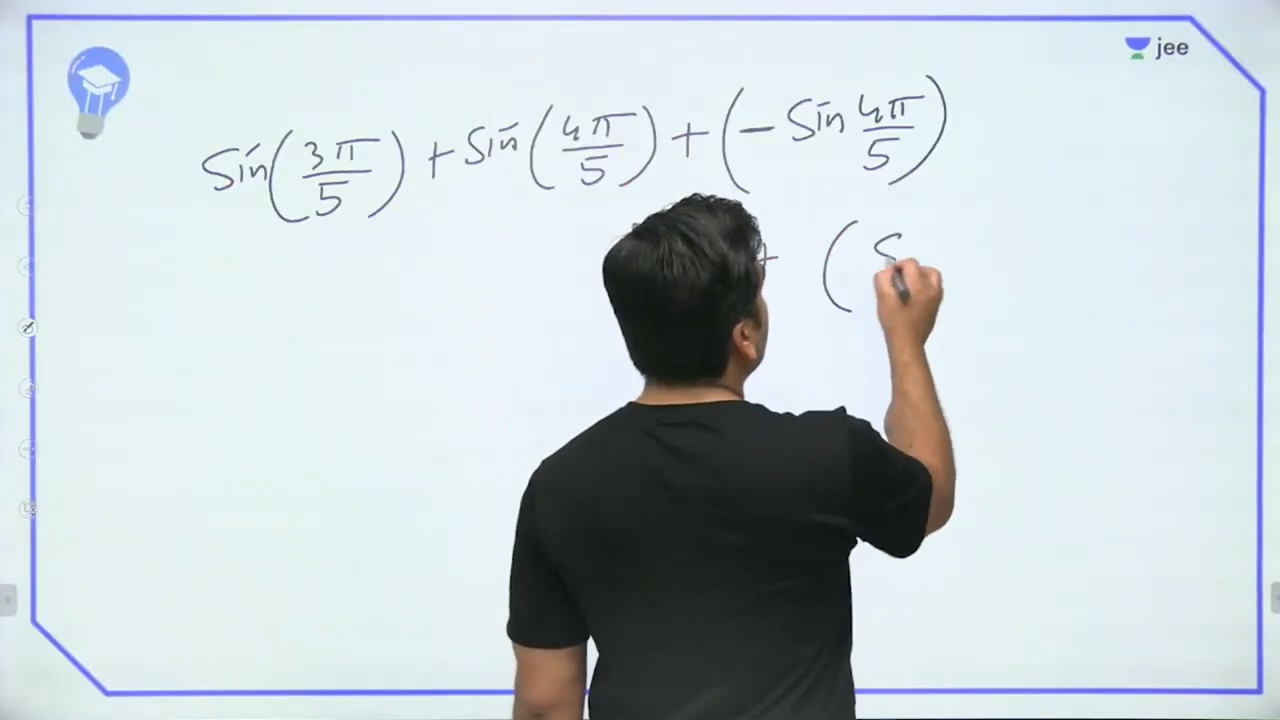 jee
Sin(3π/5) + Sin(4π/5) + (- Sin 4π/5)
+ (S